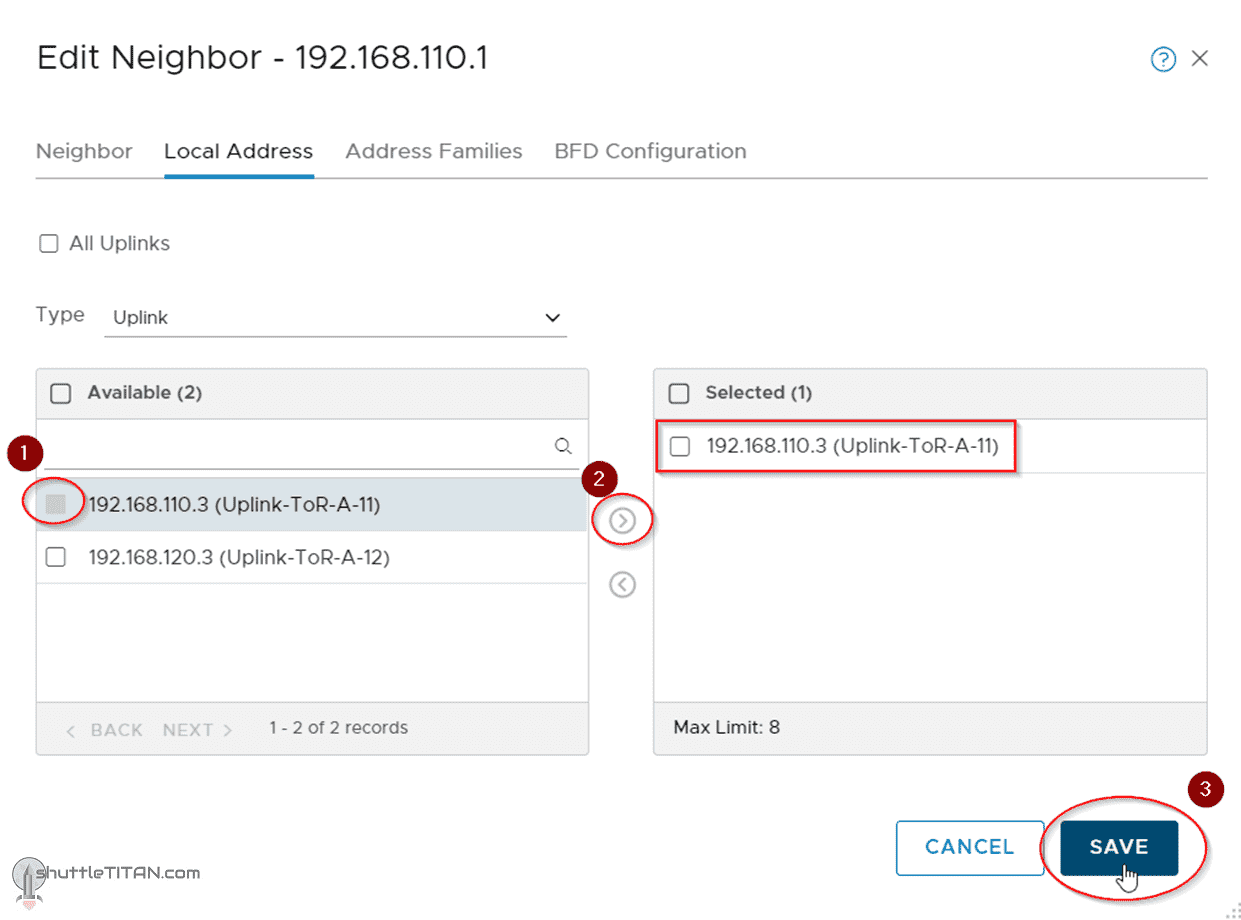 Edit Neighbor - 192.168.110.1
?
Neighbor Local Address Address Families BFD Configuration
All Uplinks
Type Uplink
Available (2)
Selected (1)
1
192.168.110.3 (Uplink-ToR-A-11)
2
192.168.110.3 (Uplink-ToR-A-11)
192.168.120.3 (Uplink-ToR-A-12)
BACK NEXT 1 - 2 of 2 records
Max Limit: 8
3
CANCEL SAVE
shuttleTITAN.com